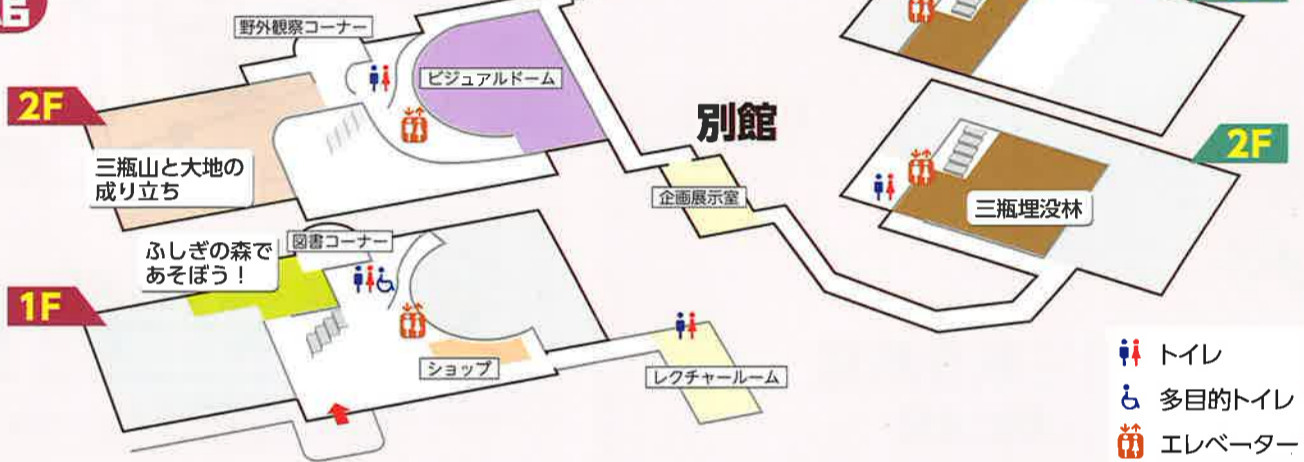 館
野外観察コーナー
ビジュアルドーム
2F
三瓶山と大地の
成り立ち
別館
企画展示室
2F
三瓶埋没林
図書コーナー
ふしぎの森で
あそぼう！
1F
ショップ
レクチャールーム
トイレ
多目的トイレ
エレベーター